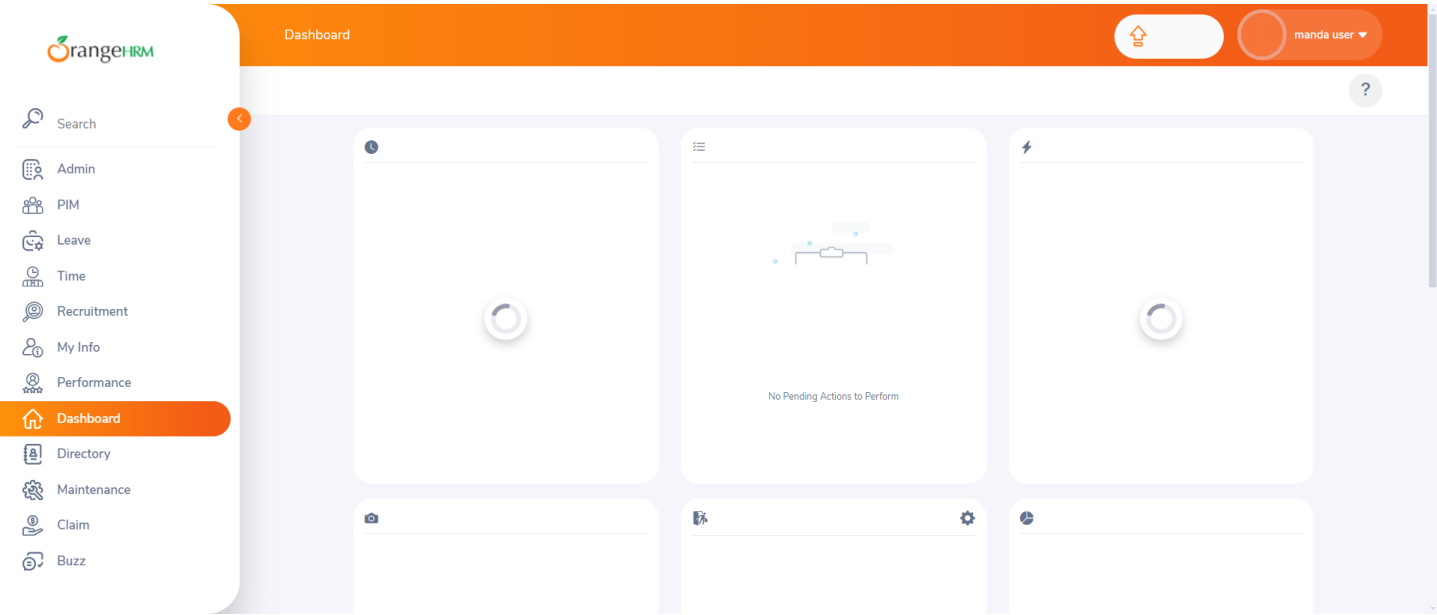 OrangeHRM
Dashboard
manda user
?
Search
Admin
PIM
Leave
Time
Recruitment
My Info
Performance
Dashboard
Directory
Maintenance
Claim
Buzz
No Pending Actions to Perform